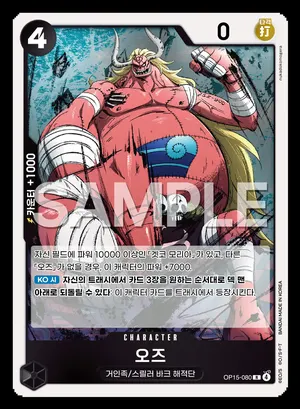 4
0
타격
打
카운터 +1000
SAMPLE
자신 필드에 파워 10000 이상인 「겟코 모리아」가 있고, 다른
「오즈」가 없을 경우, 이 캐릭터의 파워 +7000.
KO 시 자신의 트래시에서 카드 3장을 원하는 순서대로 덱 맨
아래로 되돌릴 수 있다: 이 캐릭터 카드를 트래시에서 등장시킨다.
CHARACTER
오즈
거인족/스릴러 바크 해적단
OP15-080 R